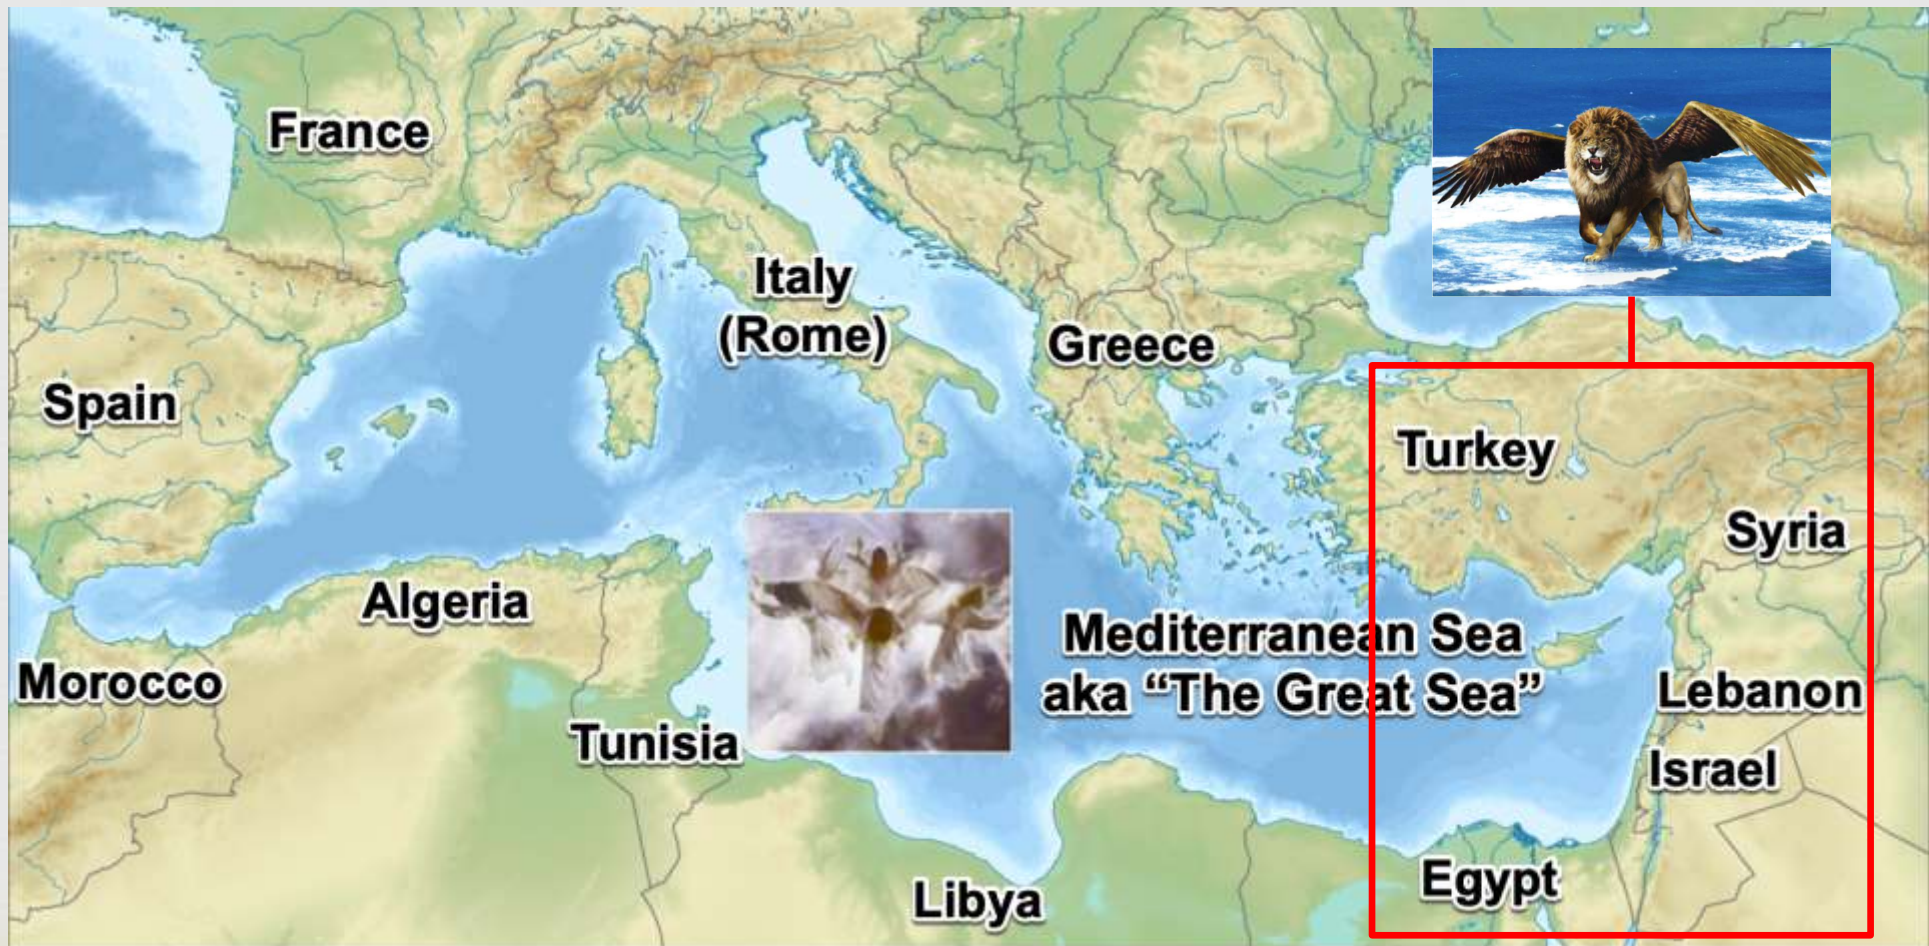 France
Italy
(Rome)
Greece
Spain
Turkey
Syria
Algeria
Mediterranean Sea
aka “The Great Sea”
Morocco
Lebanon
Tunisia
Israel
Egypt
Libya